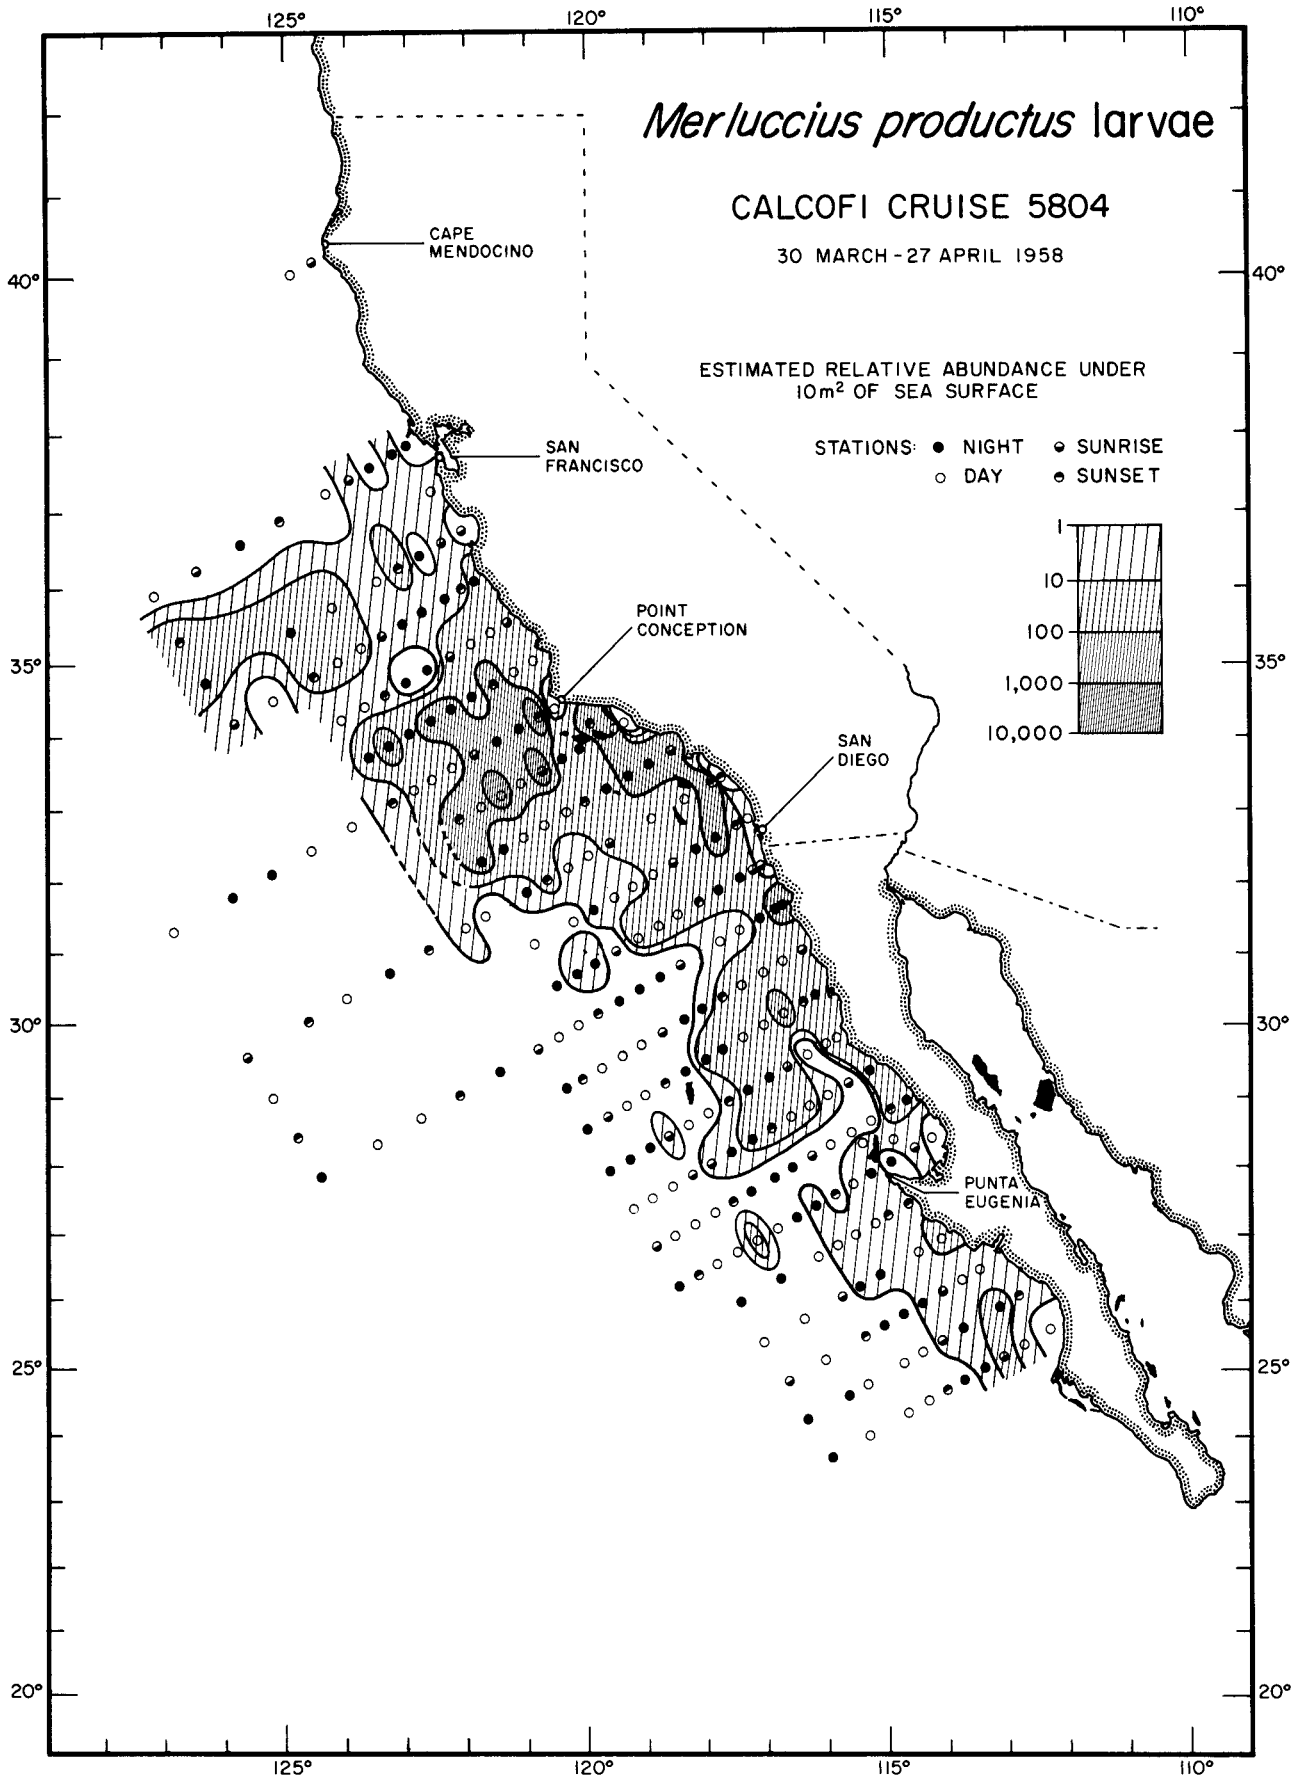 125° 120° 115° 110°
Merluccius productus larvae
CALCOFI CRUISE 5804
30 MARCH - 27 APRIL 1958
CAPE
MENDOCINO
40° 40°
ESTIMATED RELATIVE ABUNDANCE UNDER
10m² OF SEA SURFACE
STATIONS: ● NIGHT SUNRISE
○ DAY SUNSET
SAN
FRANCISCO
1
10
100
1,000
10,000
POINT
CONCEPTION
35° 35°
SAN
DIEGO
30° 30°
PUNTA
EUGENIA
25° 25°
20° 20°
125° 120° 115° 110°